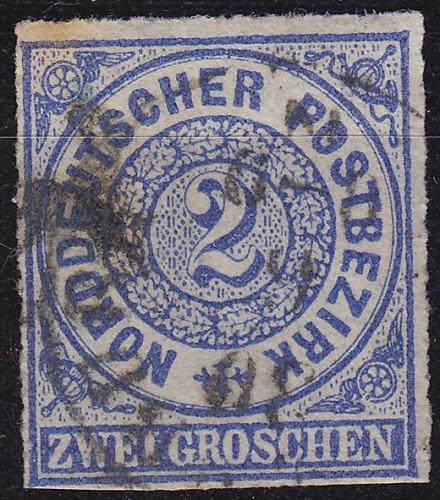 NORDDEUTSCHER POSTBEZIRK
2
ZWEI GROSCHEN